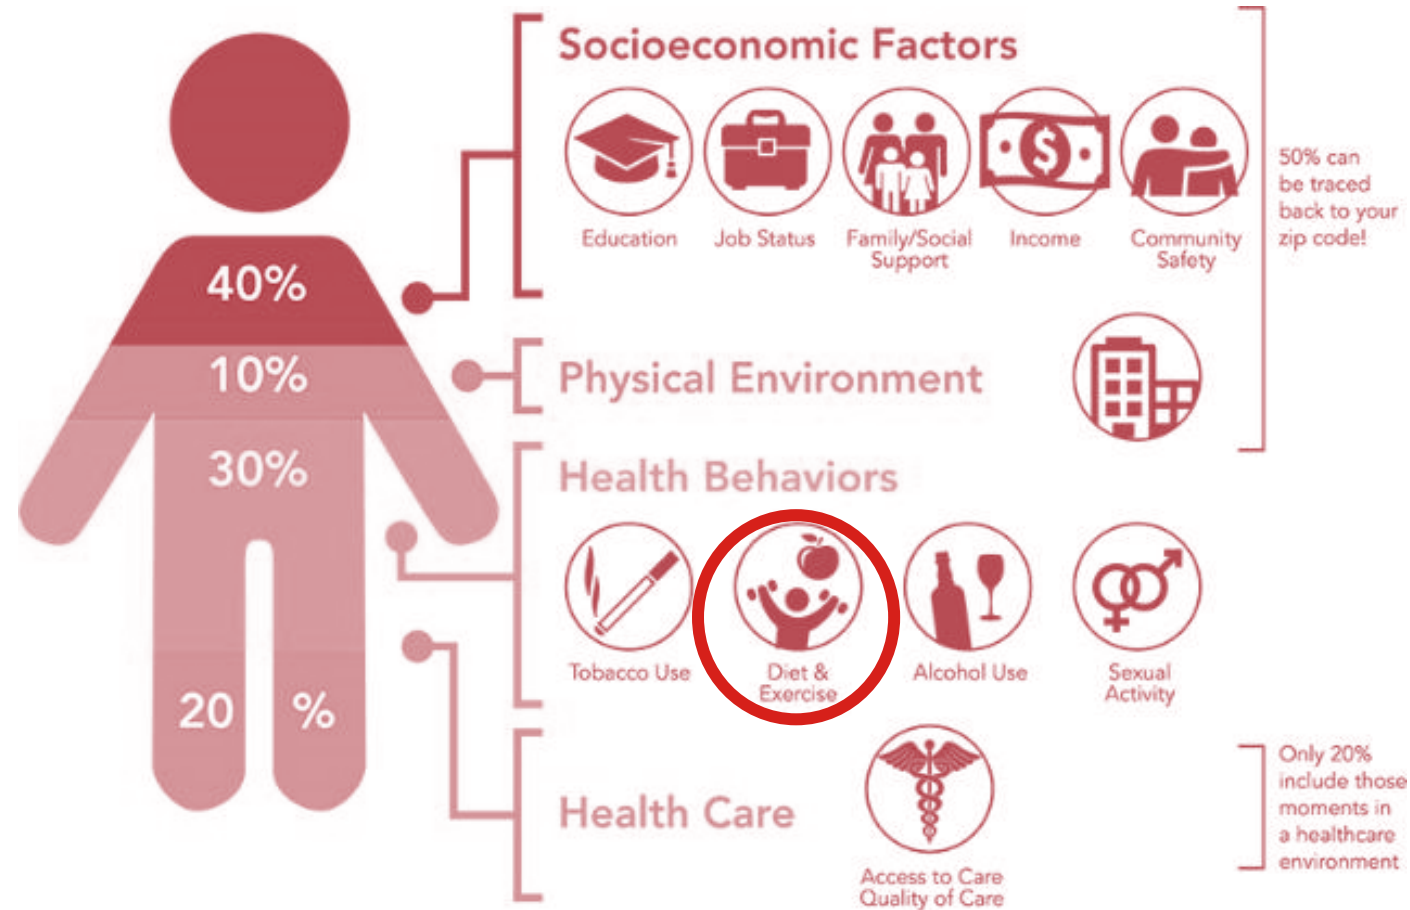 Socioeconomic Factors
Education
Job Status
Family/Social
Support
Income
Community
Safety
50% can
be traced
back to your
zip code!
40%
10%
Physical Environment
30%
Health Behaviors
Tobacco Use
Diet &
Exercise
Alcohol Use
Sexual
Activity
20 %
Health Care
Access to Care
Quality of Care
Only 20%
include those
moments in
a healthcare
environment
$